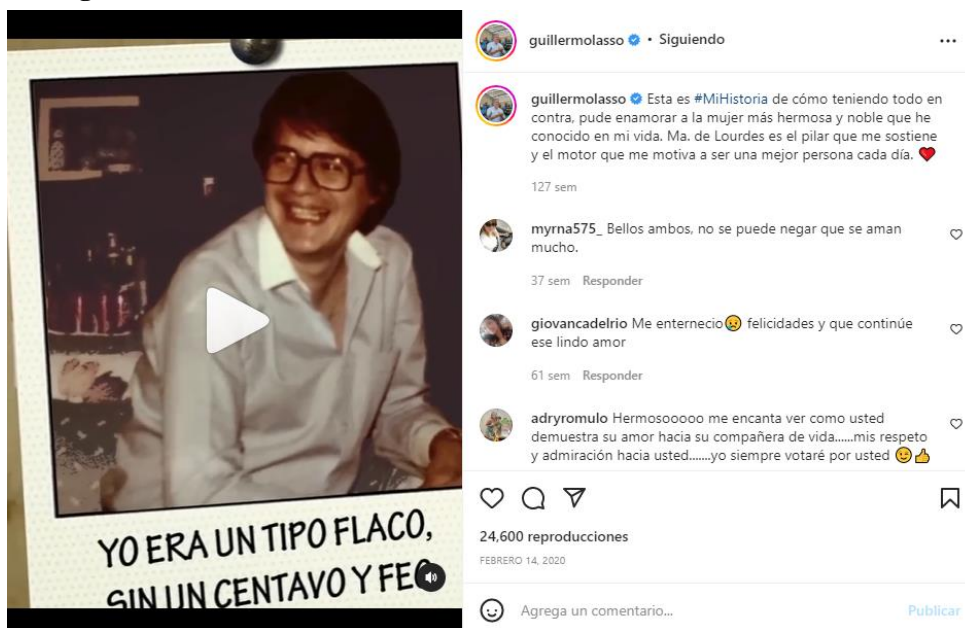 YO ERA UN TIPO FLACO,
SIN UN CENTAVO Y FEO
guillermolasso • Siguiendo
guillermolasso Esta es #MiHistoria de cómo teniendo todo en
contra, pude enamorar a la mujer más hermosa y noble que he
conocido en mi vida. Ma. de Lourdes es el pilar que me sostiene
y el motor que me motiva a ser una mejor persona cada día. ❤
127 sem
myrna575_ Bellos ambos, no se puede negar que se aman
mucho.
37 sem Responder
giovancadelrio Me enternecio😢 felicidades y que continúe
ese lindo amor
61 sem Responder
adryromulo Hermosooooo me encanta ver como usted
demuestra su amor hacia su compañera de vida......mis respeto
y admiración hacia usted.......yo siempre votaré por usted 😉👍
24,600 reproducciones
FEBRERO 14, 2020
Agrega un comentario...
Publicar